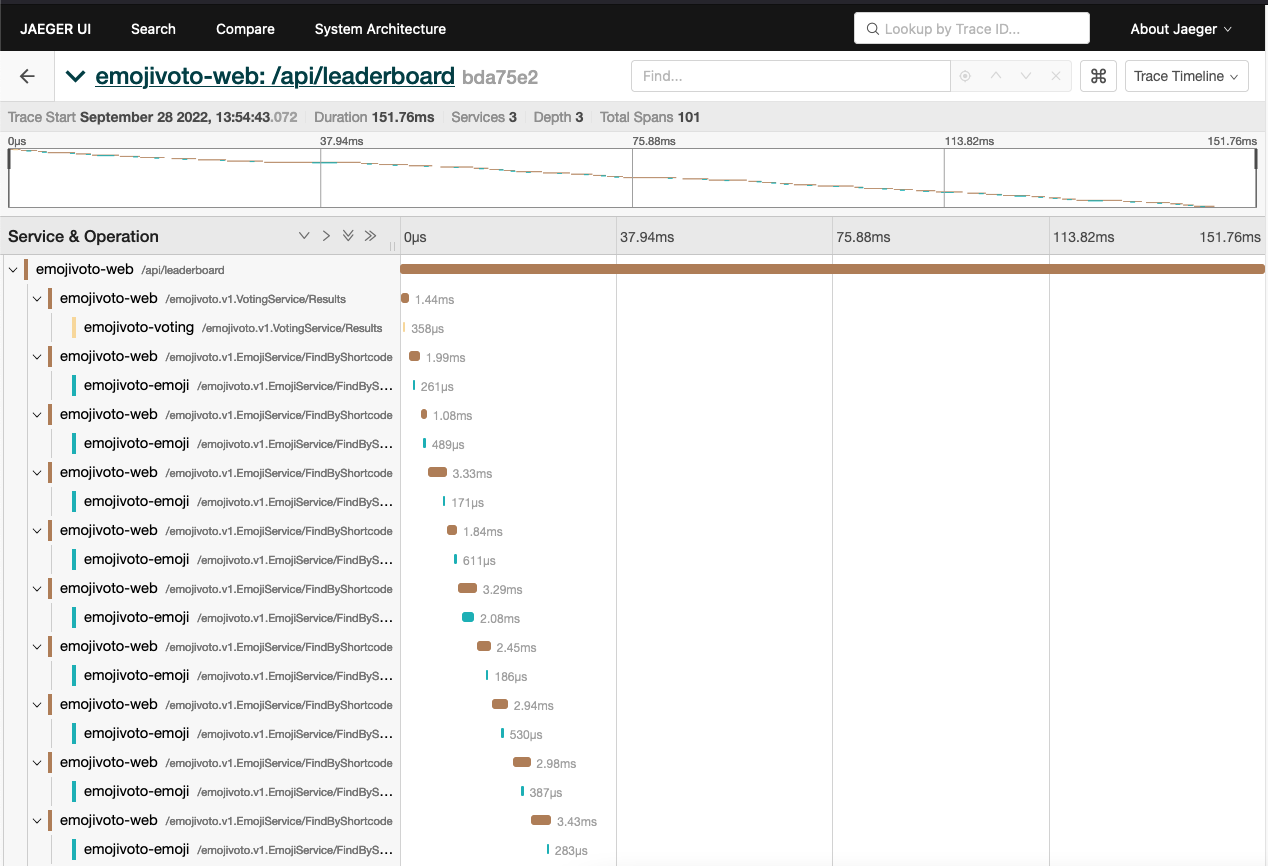 JAEGER UI Search Compare System Architecture Lookup by Trace ID... About Jaeger
emojivoto-web: /api/leaderboard bda75e2 Find... ⌘ Trace Timeline
Trace Start September 28 2022, 13:54:43.072 Duration 151.76ms Services 3 Depth 3 Total Spans 101
0μs 37.94ms 75.88ms 113.82ms 151.76ms
Service & Operation 0μs 37.94ms 75.88ms 113.82ms 151.76ms
emojivoto-web /api/leaderboard
emojivoto-web /emojivoto.v1.VotingService/Results 1.44ms
emojivoto-voting /emojivoto.v1.VotingService/Results 358μs
emojivoto-web /emojivoto.v1.EmojiService/FindByShortcode 1.99ms
emojivoto-emoji /emojivoto.v1.EmojiService/FindByS... 261μs
emojivoto-web /emojivoto.v1.EmojiService/FindByShortcode 1.08ms
emojivoto-emoji /emojivoto.v1.EmojiService/FindByS... 489μs
emojivoto-web /emojivoto.v1.EmojiService/FindByShortcode 3.33ms
emojivoto-emoji /emojivoto.v1.EmojiService/FindByS... 171μs
emojivoto-web /emojivoto.v1.EmojiService/FindByShortcode 1.84ms
emojivoto-emoji /emojivoto.v1.EmojiService/FindByS... 611μs
emojivoto-web /emojivoto.v1.EmojiService/FindByShortcode 3.29ms
emojivoto-emoji /emojivoto.v1.EmojiService/FindByS... 2.08ms
emojivoto-web /emojivoto.v1.EmojiService/FindByShortcode 2.45ms
emojivoto-emoji /emojivoto.v1.EmojiService/FindByS... 186μs
emojivoto-web /emojivoto.v1.EmojiService/FindByShortcode 2.94ms
emojivoto-emoji /emojivoto.v1.EmojiService/FindByS... 530μs
emojivoto-web /emojivoto.v1.EmojiService/FindByShortcode 2.98ms
emojivoto-emoji /emojivoto.v1.EmojiService/FindByS... 387μs
emojivoto-web /emojivoto.v1.EmojiService/FindByShortcode 3.43ms
emojivoto-emoji /emojivoto.v1.EmojiService/FindByS... 283μs